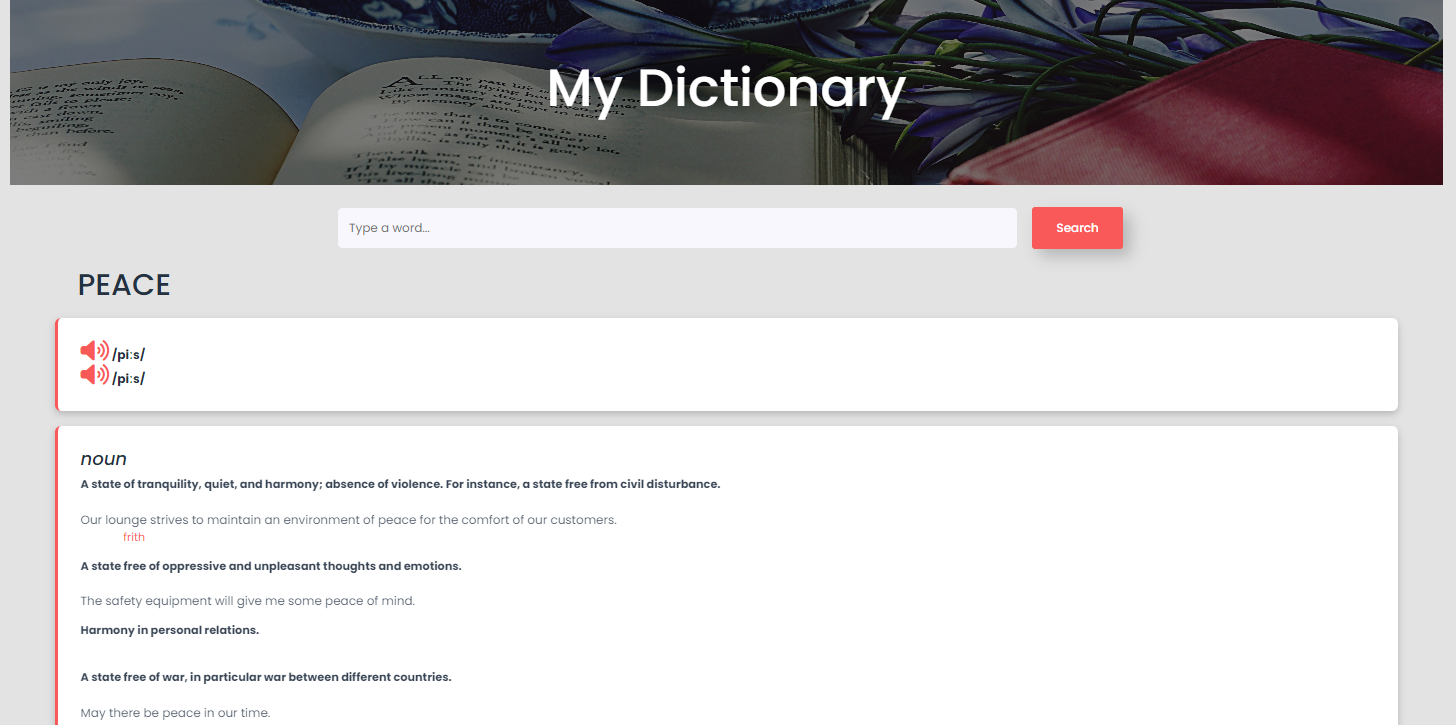 My Dictionary
Type a word...
Search
PEACE
/piːs/
/piːs/
noun
A state of tranquility, quiet, and harmony; absence of violence. For instance, a state free from civil disturbance.
Our lounge strives to maintain an environment of peace for the comfort of our customers.
frith
A state free of oppressive and unpleasant thoughts and emotions.
The safety equipment will give me some peace of mind.
Harmony in personal relations.
A state free of war, in particular war between different countries.
May there be peace in our time.